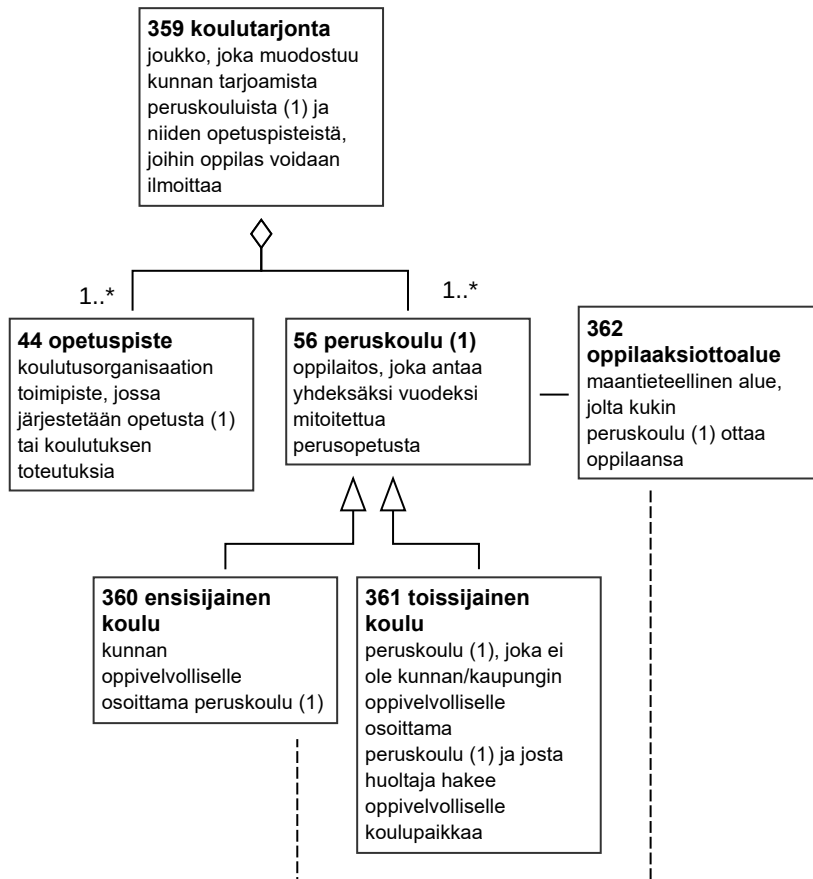 359 koulutarjonta
joukko, joka muodostuu
kunnan tarjoamista
peruskouluista (1) ja
niiden opetuspisteistä,
joihin oppilas voidaan
ilmoittaa
1..*
1..*
44 opetuspiste
koulutusorganisaation
toimipiste, jossa
järjestetään opetusta (1)
tai koulutuksen
toteutuksia
56 peruskoulu (1)
oppilaitos, joka antaa
yhdeksäksi vuodeksi
mitoitettua
perusopetusta
362
oppilaaksiottoalue
maantieteellinen alue,
jolta kukin
peruskoulu (1) ottaa
oppilaansa
360 ensisijainen
koulu
kunnan
oppivelvolliselle
osoittama peruskoulu (1)
361 toissijainen
koulu
peruskoulu (1), joka ei
ole kunnan/kaupungin
oppivelvolliselle
osoittama
peruskoulu (1) ja josta
huoltaja hakee
oppivelvolliselle
koulupaikkaa